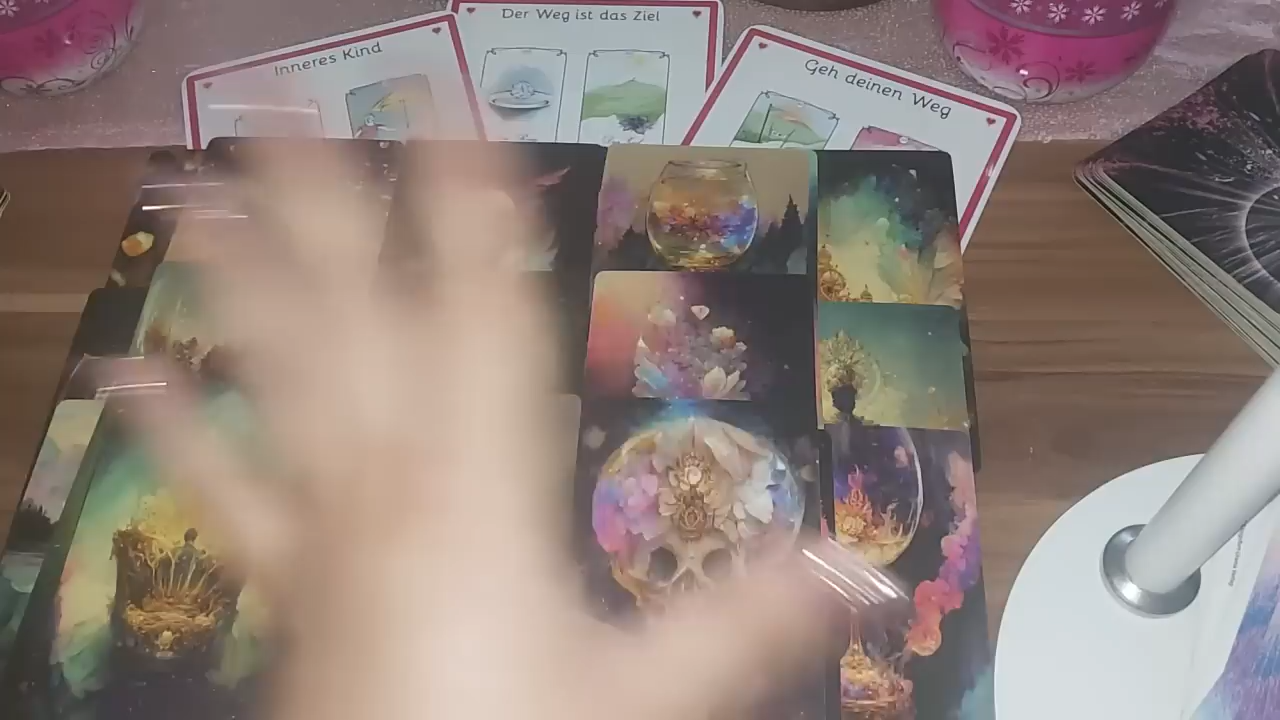 Inneres Kind
Der Weg ist das Ziel
Geh deinen Weg